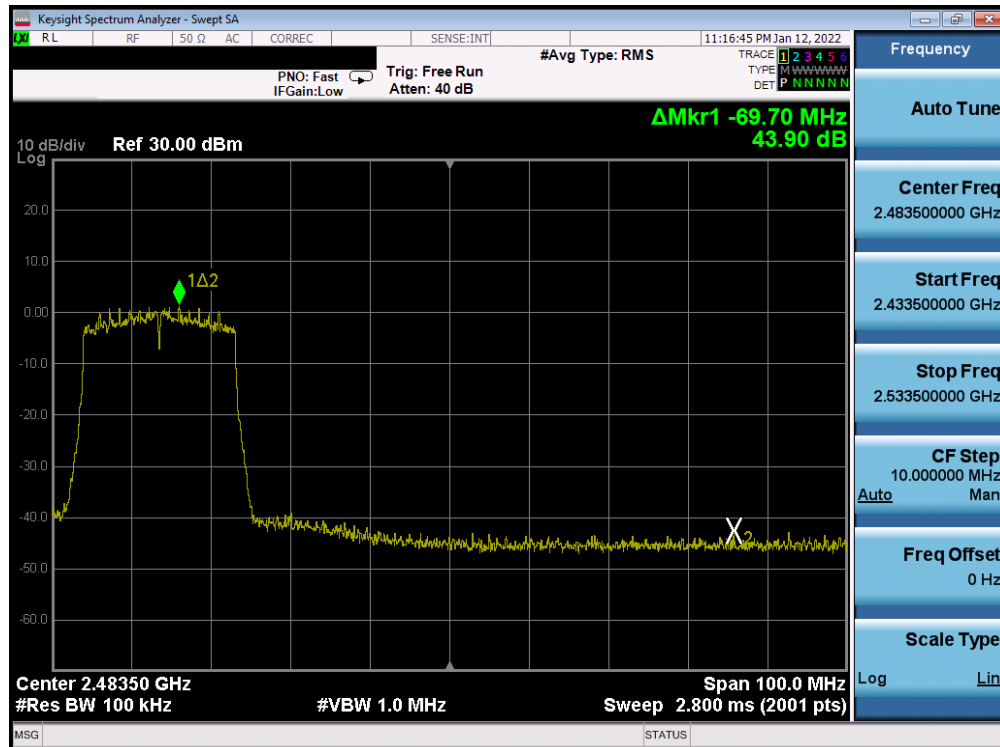 Keysight Spectrum Analyzer - Swept SA
LXI RL RF 50 Ω AC CORREC SENSE:INT 11:16:45 PM Jan 12, 2022
#Avg Type: RMS
TRACE 1 2 3 4 5 6
PNO: Fast Trig: Free Run
TYPE M W W W W W
IFGain:Low Atten: 40 dB
DET P N N N N N
ΔMkr1 -69.70 MHz
43.90 dB
10 dB/div Ref 30.00 dBm
Log
20.0
10.0
1Δ2
0.00
-10.0
-20.0
-30.0
-40.0
X2
-50.0
-60.0
Center 2.48350 GHz Span 100.0 MHz
#Res BW 100 kHz #VBW 1.0 MHz Sweep 2.800 ms (2001 pts)
MSG STATUS
Frequency
Auto Tune
Center Freq
2.483500000 GHz
Start Freq
2.433500000 GHz
Stop Freq
2.533500000 GHz
CF Step
10.000000 MHz
Auto Man
Freq Offset
0 Hz
Scale Type
Log Lin